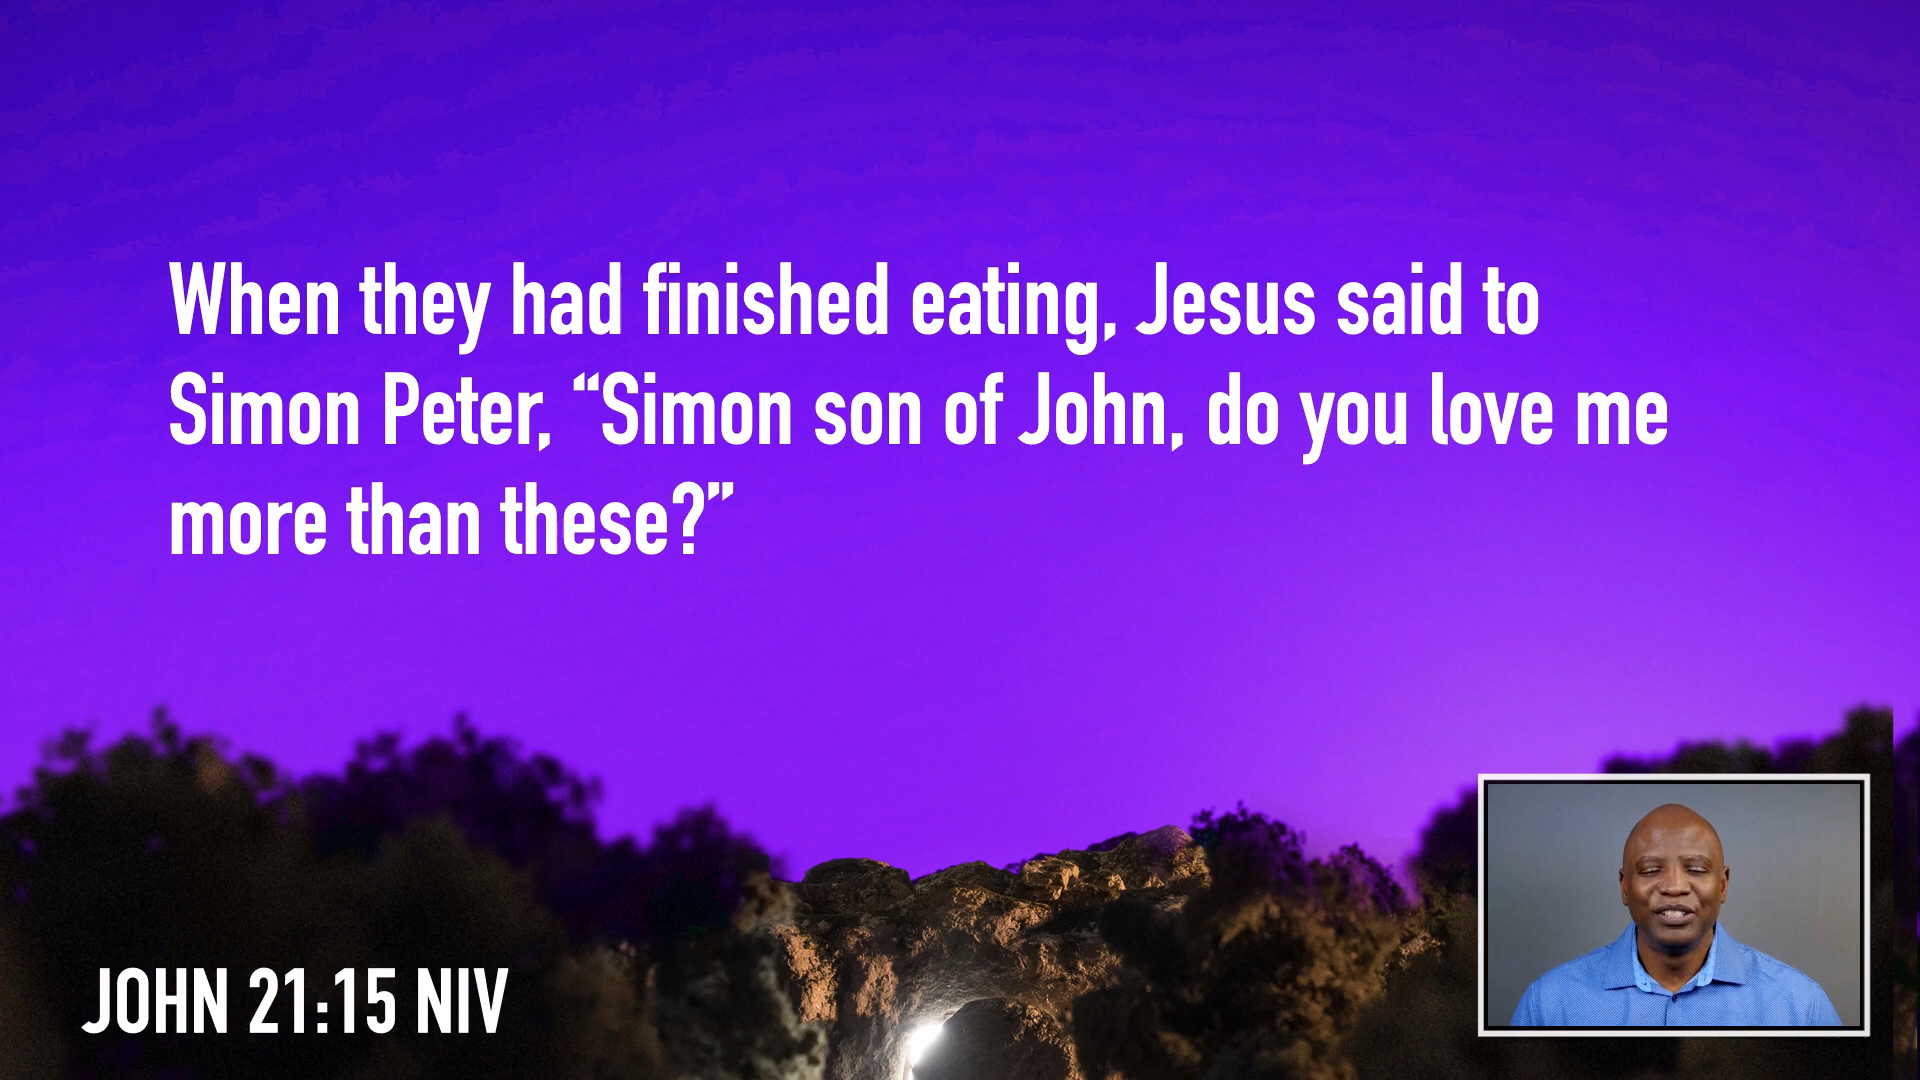 When they had finished eating, Jesus said to
Simon Peter, “Simon son of John, do you love me
more than these?”
JOHN 21:15 NIV